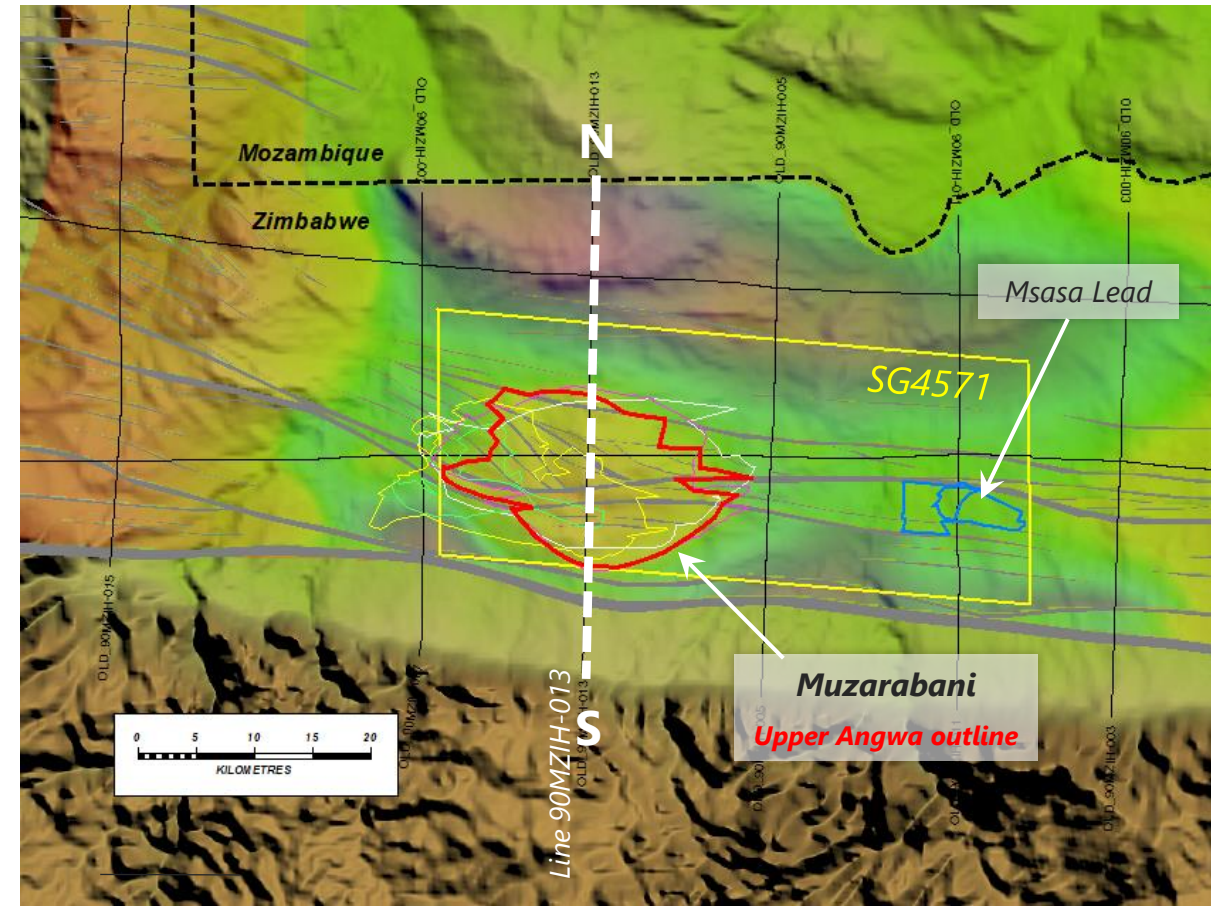 OLD_90MZIH-013
N
OLD_90MZIH-005
OLD_90MZIH-003
Mozambique
Zimbabwe
Msasa Lead
SG4571
OLD_90MZIH-015
Muzarabani
Upper Angwa outline
S
Line 90MZIH-013
0 5 10 15 20
KILOMETRES